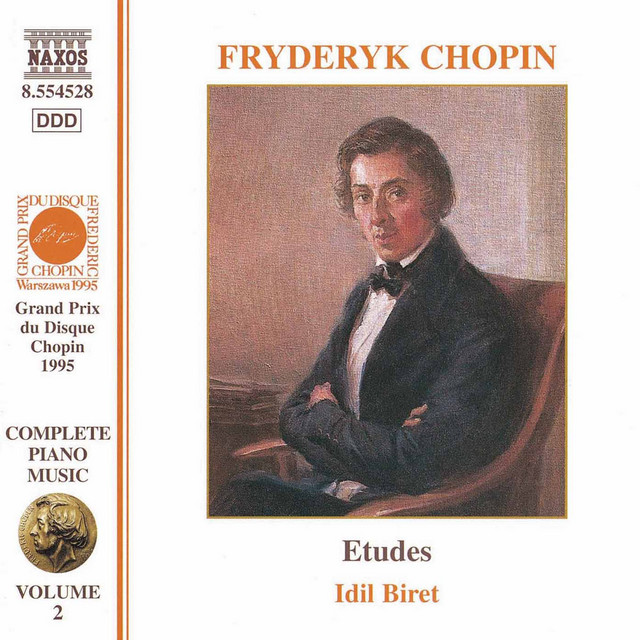 NAXOS
8.554528
DDD
GRAND PRIX DU DISQUE FREDERIC CHOPIN
Warszawa 1995
Grand Prix
du Disque
Chopin
1995
COMPLETE
PIANO
MUSIC
VOLUME
2
FRYDERYK CHOPIN
Etudes
Idil Biret